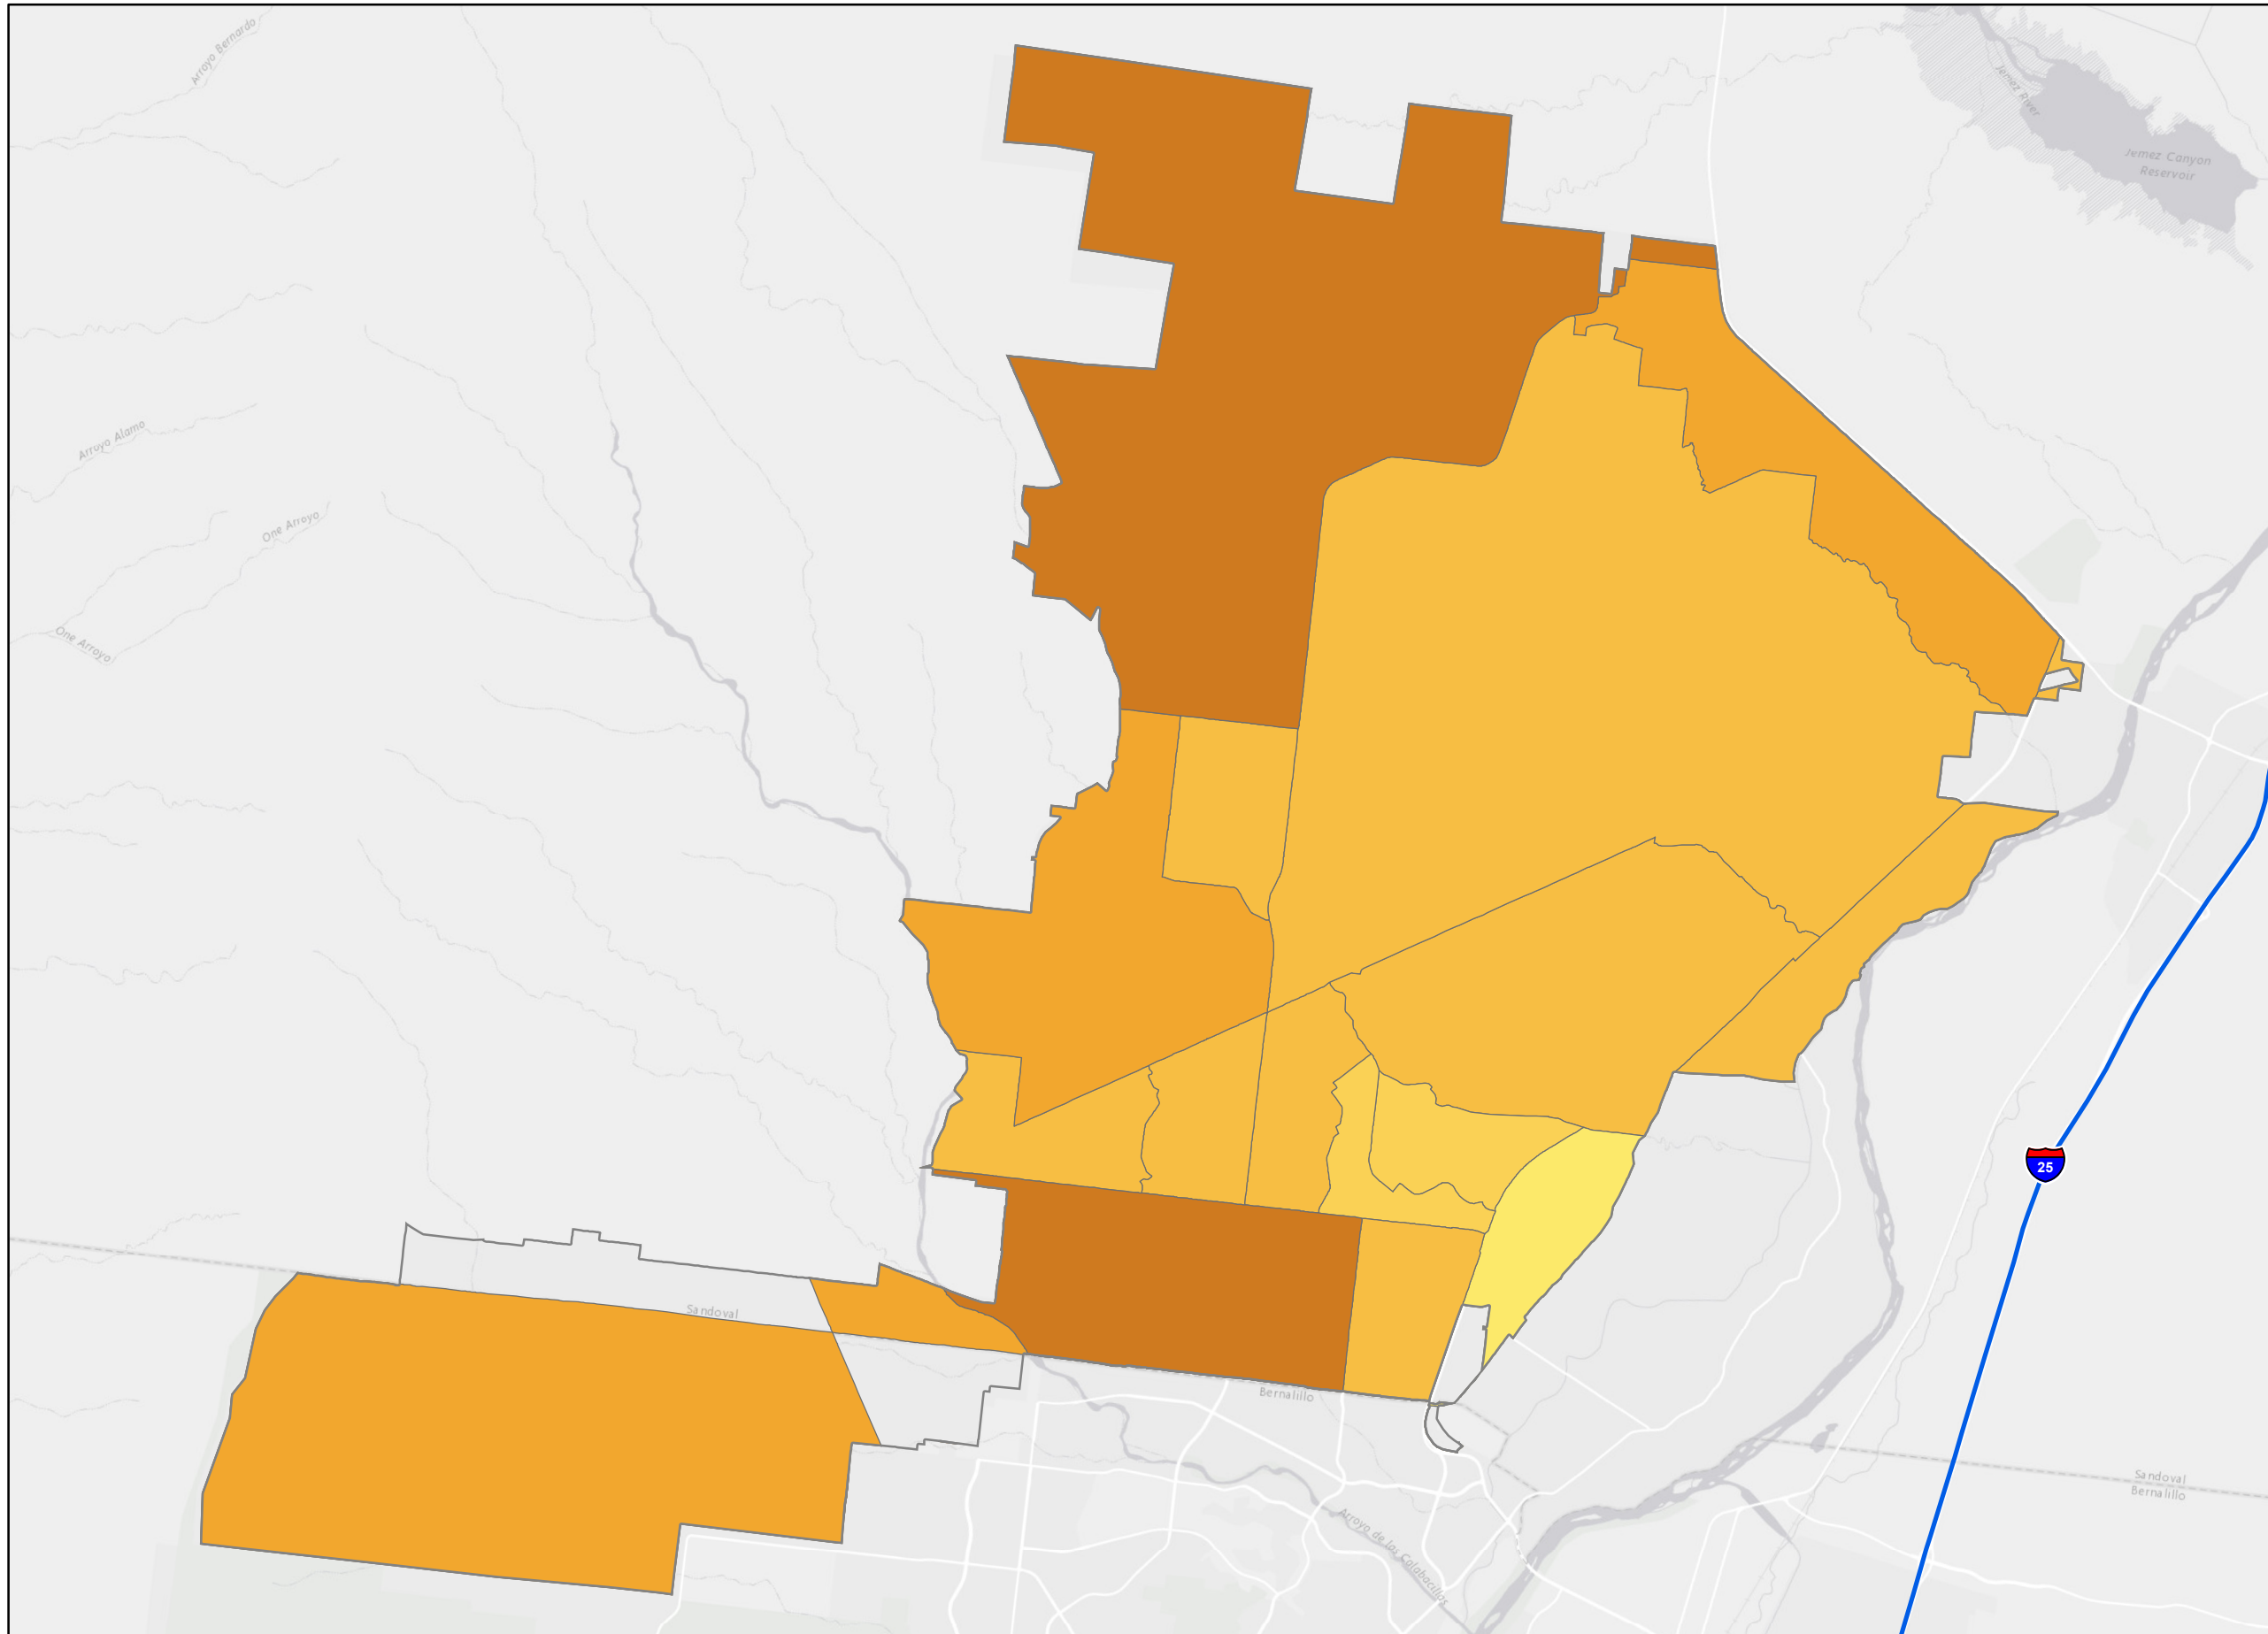 Arroyo Bernardo
Jemez River
Jemez Canyon
Reservoir
Arroyo Alamo
One Arroyo
One Arroyo
25
Sandoval
Bernalillo
Sandoval
Bernalillo
Arroyo de las Calabacillas